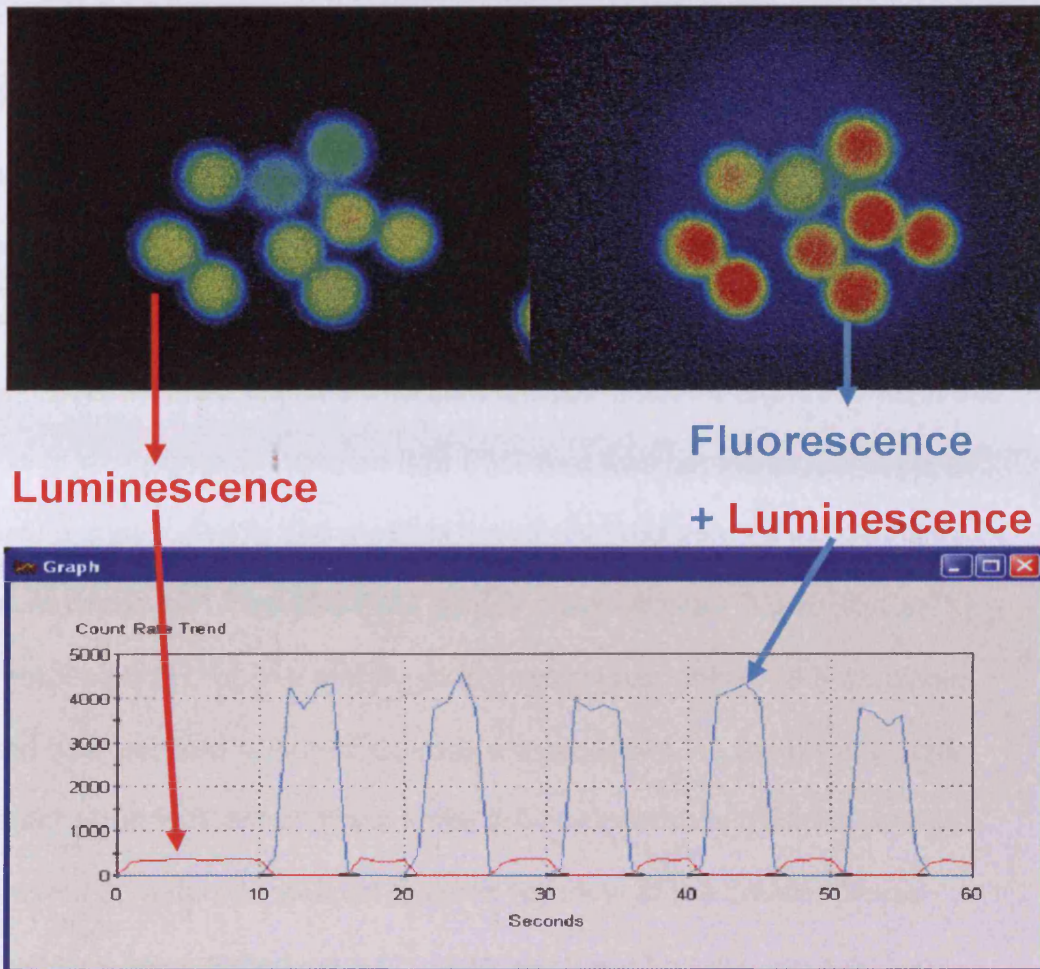 Fluorescence
Luminescence
+ Luminescence
Graph
Count Rate Trend
5000
4000
3000
2000
1000
0
0 10 20 30 40 50 60
Seconds